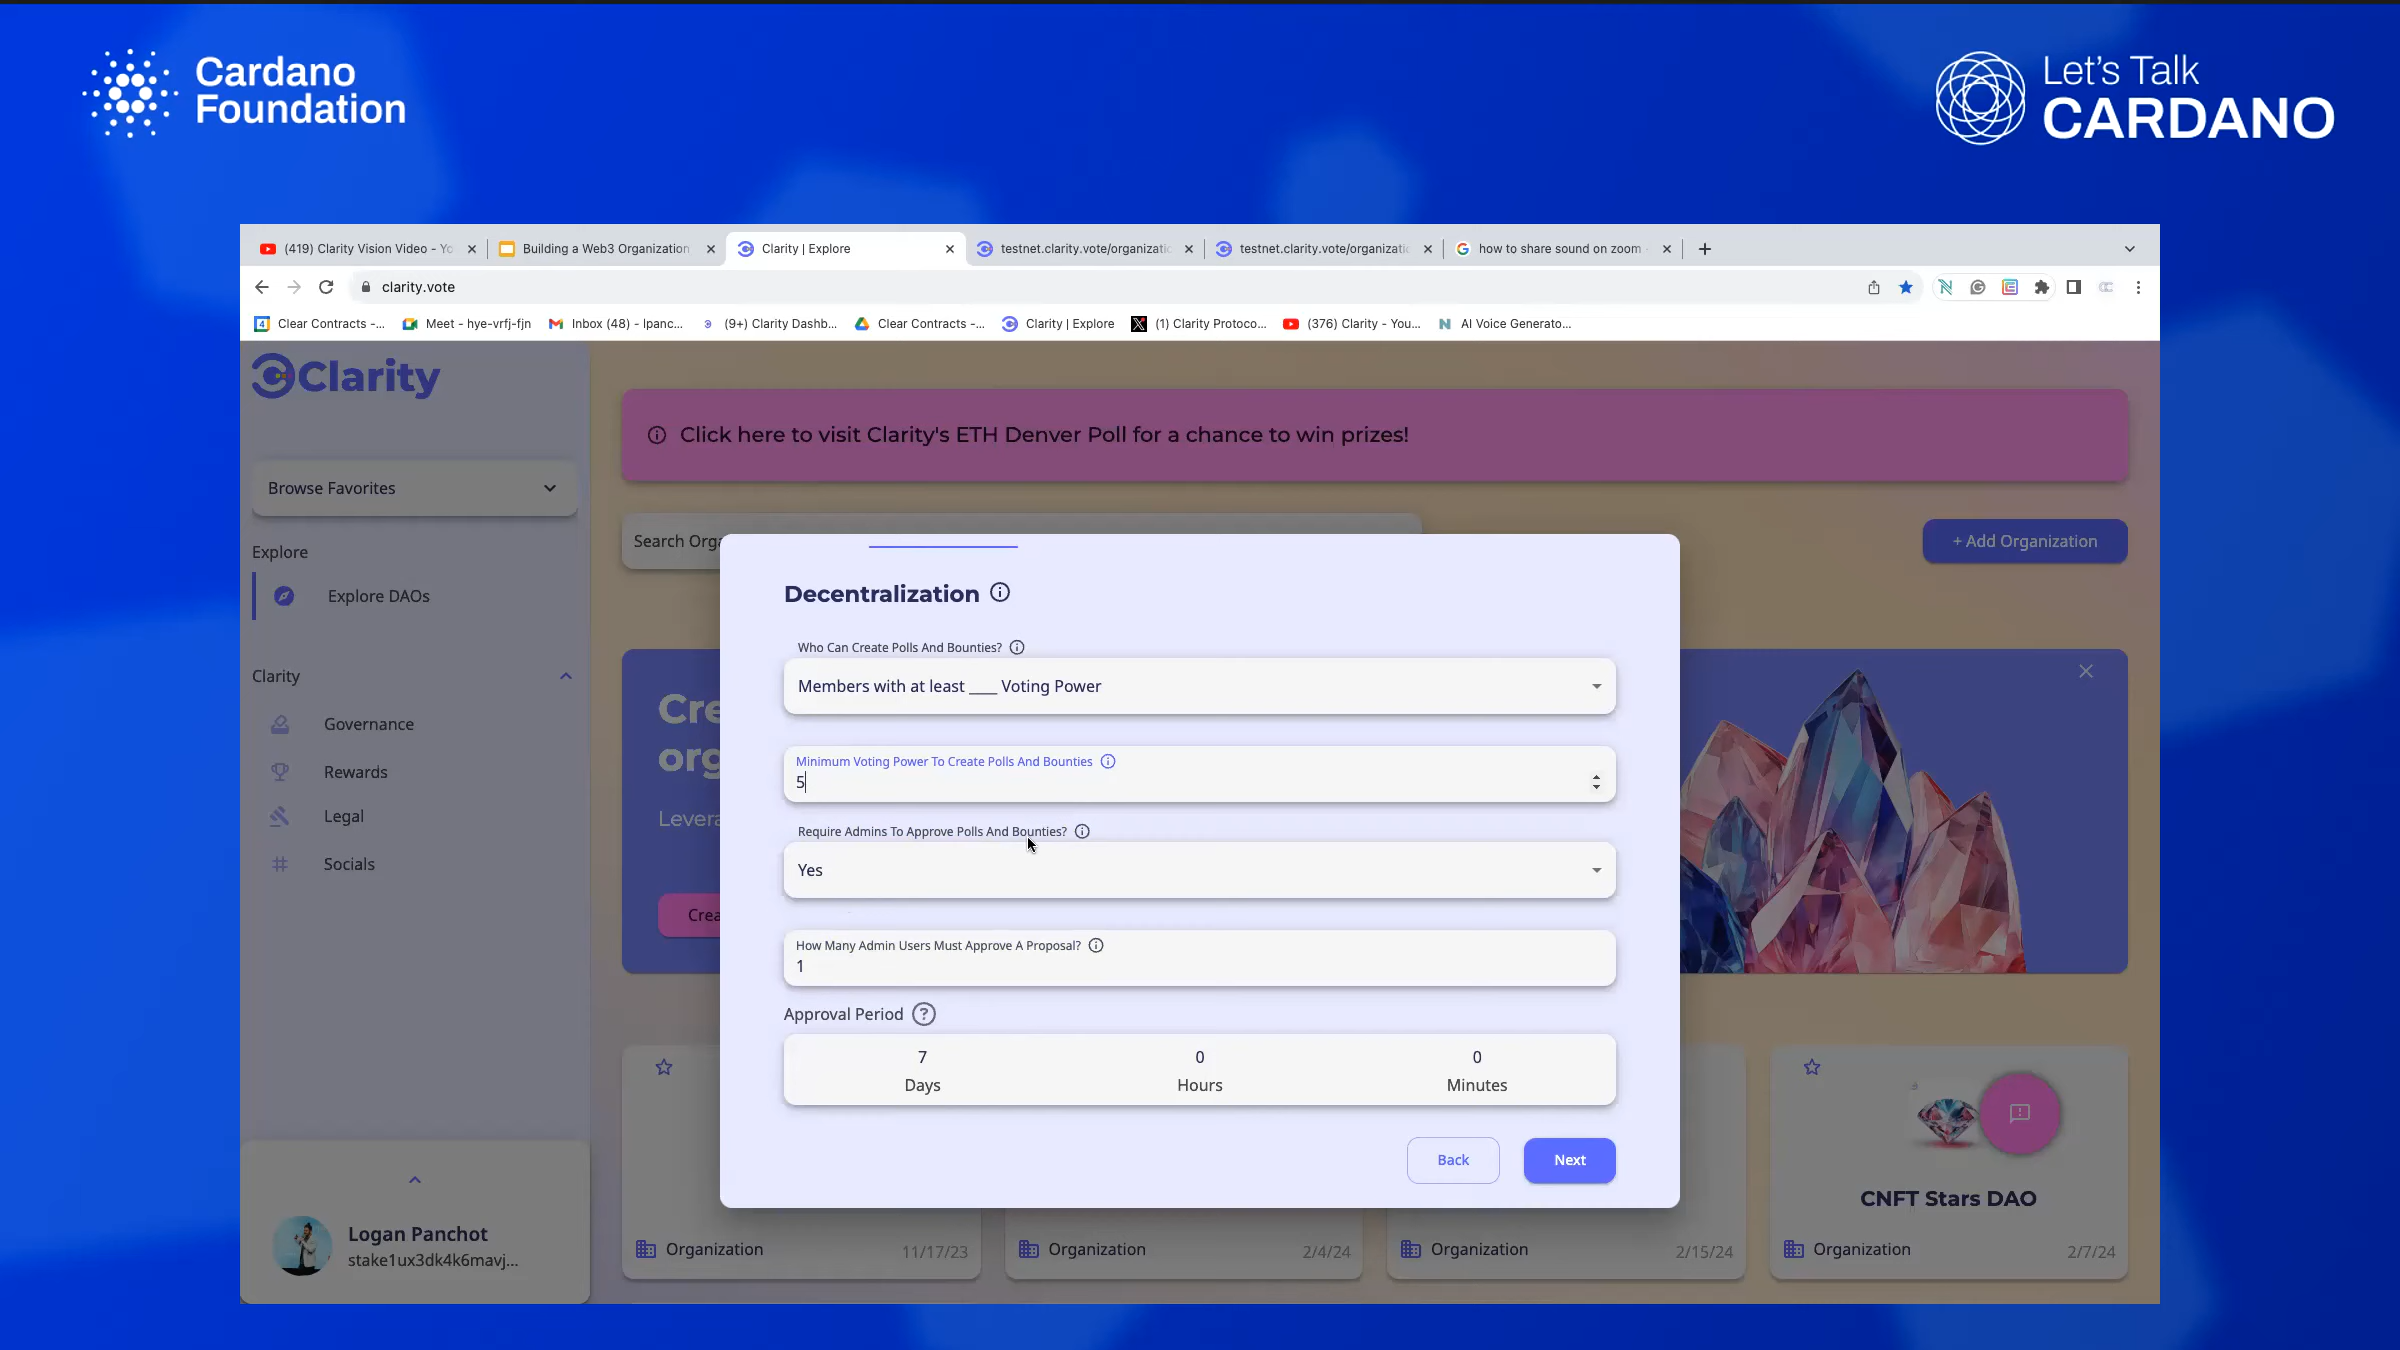 Cardano
Foundation
Let's Talk
CARDANO
(419) Clarity Vision Video - Yo
Building a Web3 Organization
Clarity | Explore
testnet.clarity.vote/organizatic
testnet.clarity.vote/organizatic
how to share sound on zoom
clarity.vote
Clear Contracts -...
Meet - hye-vrfj-fjn
Inbox (48) - lpanc...
(9+) Clarity Dashb...
Clear Contracts -...
Clarity | Explore
(1) Clarity Protoco...
(376) Clarity - You...
AI Voice Generato...
Clarity
Click here to visit Clarity's ETH Denver Poll for a chance to win prizes!
Browse Favorites
Search Orga
+ Add Organization
Explore
Explore DAOs
Clarity
Governance
Rewards
Legal
Socials
Cre
org
Levera
Crea
Decentralization
Who Can Create Polls And Bounties?
Members with at least ____ Voting Power
Minimum Voting Power To Create Polls And Bounties
5
Require Admins To Approve Polls And Bounties?
Yes
How Many Admin Users Must Approve A Proposal?
1
Approval Period
7 0 0
Days Hours Minutes
Back
Next
CNFT Stars DAO
Organization 11/17/23
Organization 2/4/24
Organization 2/15/24
Organization 2/7/24
Logan Panchot
stake1ux3dk4k6mavj...